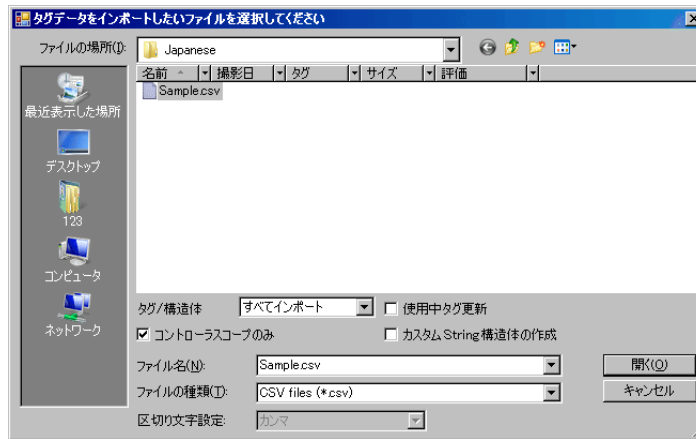 タグデータをインポートしたいファイルを選択してください
ファイルの場所(I):
Japanese
名前 撮影日 タグ サイズ 評価
Sample.csv
最近表示した場所
デスクトップ
123
コンピュータ
ネットワーク
タグ/構造体 すべてインポート 使用中タグ更新
コントローラスコープのみ カスタムString構造体の作成
ファイル名(N): Sample.csv 開く(O)
ファイルの種類(T): CSV files (*.csv) キャンセル
区切り文字設定: カンマ